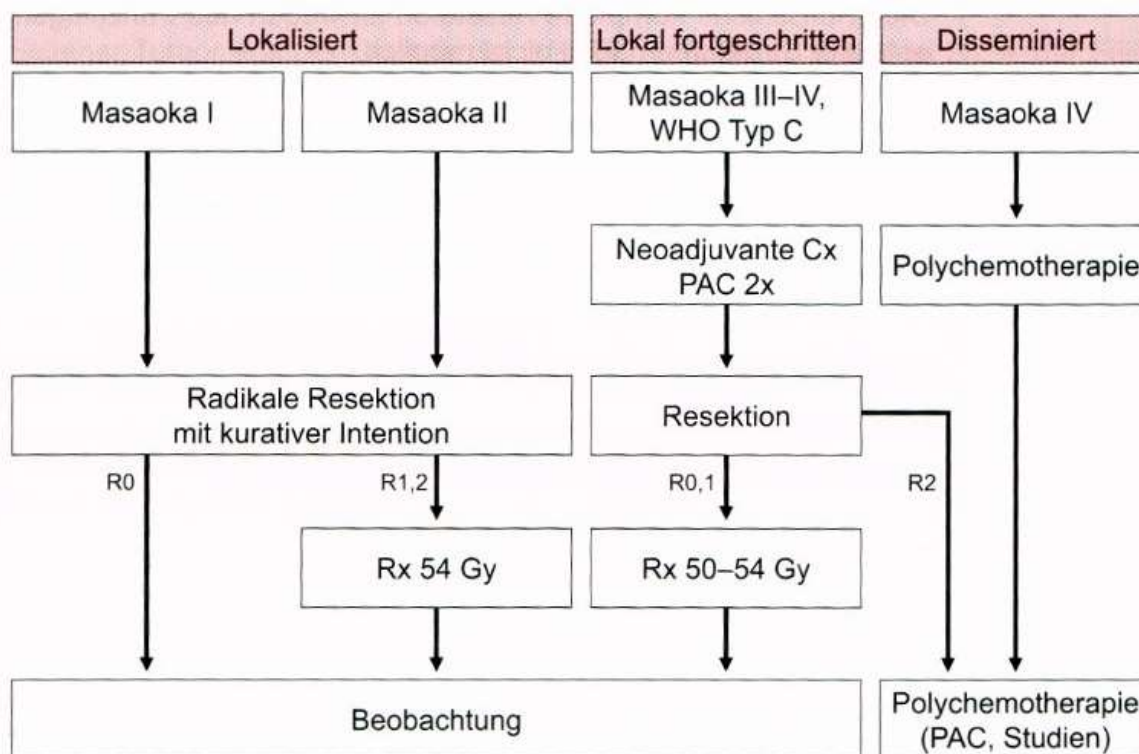 Lokalisiert
Lokal fortgeschritten
Disseminiert
Masaoka I
Masaoka II
Masaoka III–IV,
WHO Typ C
Masaoka IV
Neoadjuvante Cx
PAC 2x
Polychemotherapie
Radikale Resektion
mit kurativer Intention
Resektion
R0
R1,2
R0,1
R2
Rx 54 Gy
Rx 50–54 Gy
Beobachtung
Polychemotherapie
(PAC, Studien)